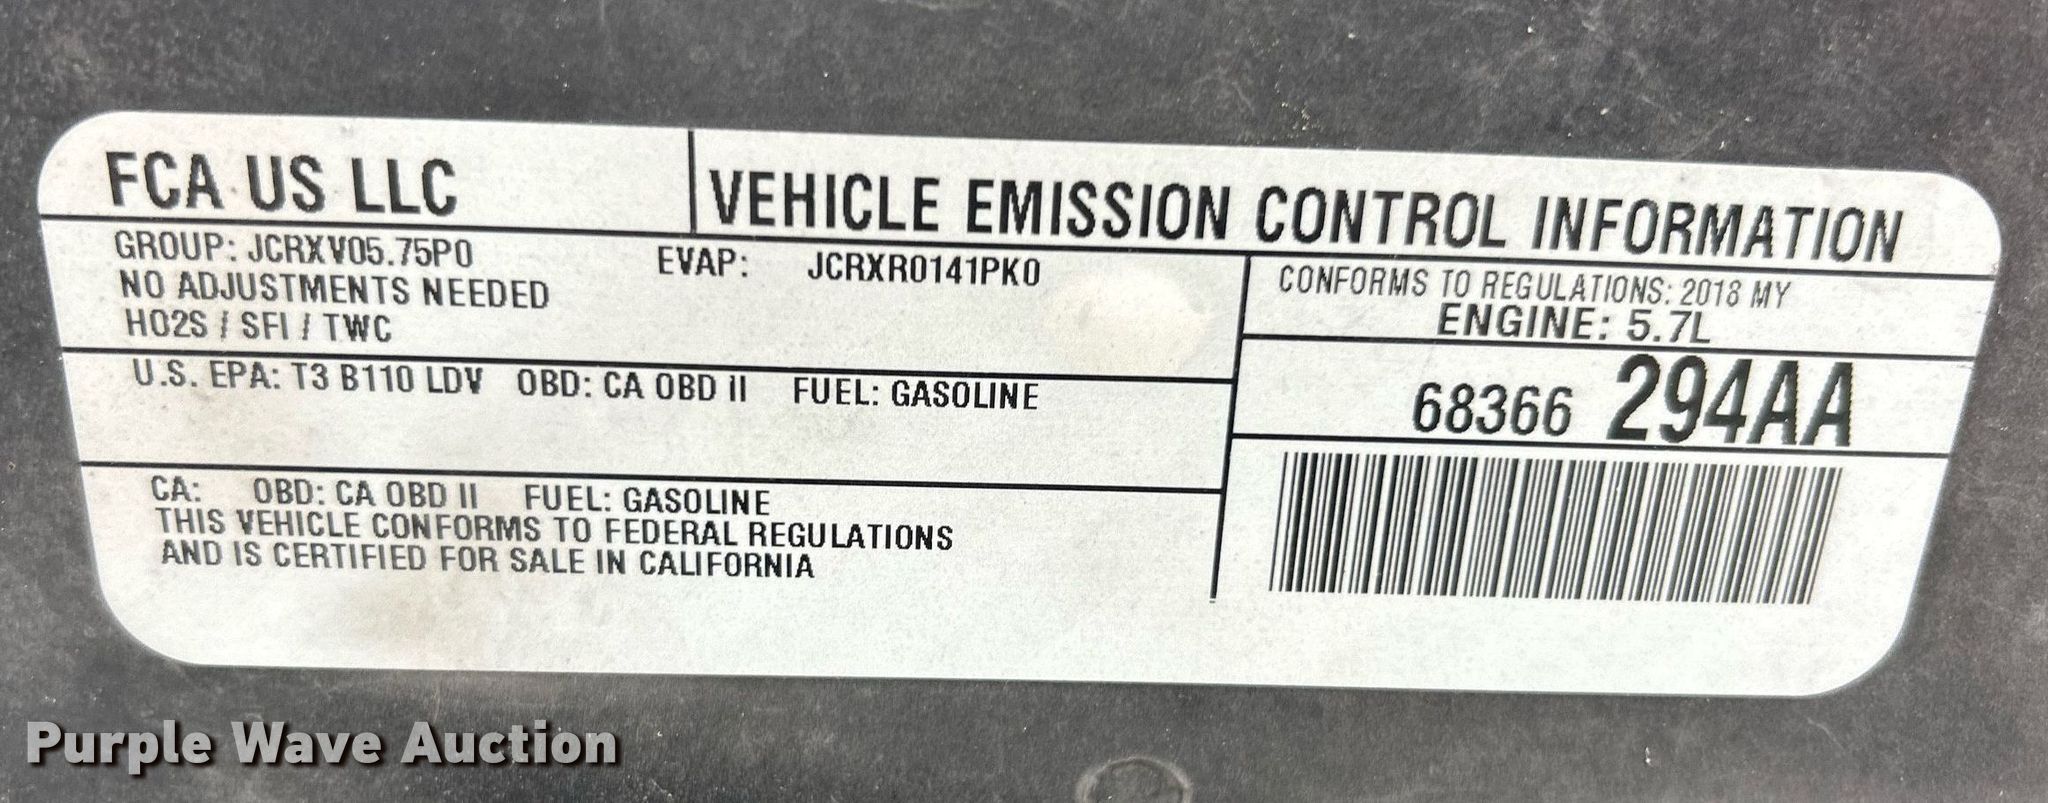 FCA US LLC
VEHICLE EMISSION CONTROL INFORMATION
GROUP: JCRXV05.75P0 EVAP: JCRXR0141PK0
NO ADJUSTMENTS NEEDED
HO2S / SFI / TWC
CONFORMS TO REGULATIONS: 2018 MY
ENGINE: 5.7L
U.S. EPA: T3 B110 LDV OBD: CA OBD II FUEL: GASOLINE
68366 294AA
CA: OBD: CA OBD II FUEL: GASOLINE
THIS VEHICLE CONFORMS TO FEDERAL REGULATIONS
AND IS CERTIFIED FOR SALE IN CALIFORNIA
Purple Wave Auction